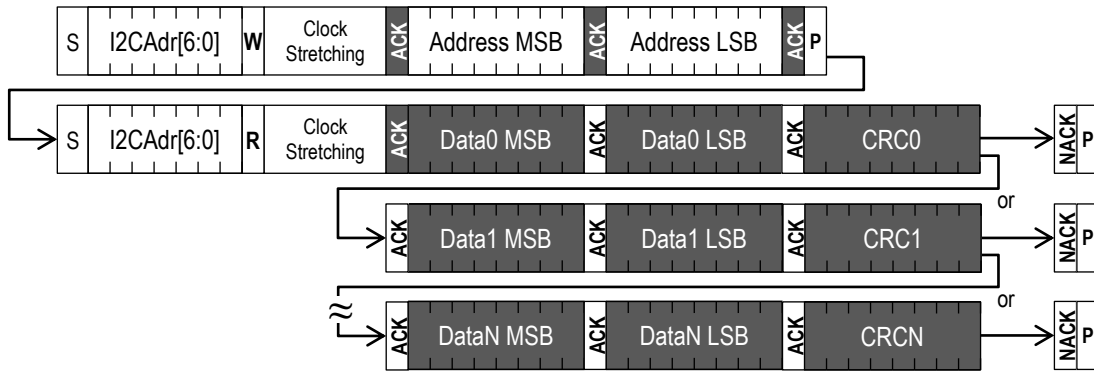 S I2CAdr[6:0] W Clock Stretching ACK Address MSB ACK Address LSB ACK P
S I2CAdr[6:0] R Clock Stretching ACK Data0 MSB ACK Data0 LSB ACK CRC0 NACK P
or
ACK Data1 MSB ACK Data1 LSB ACK CRC1 NACK P
or
≈
ACK DataN MSB ACK DataN LSB ACK CRCN NACK P